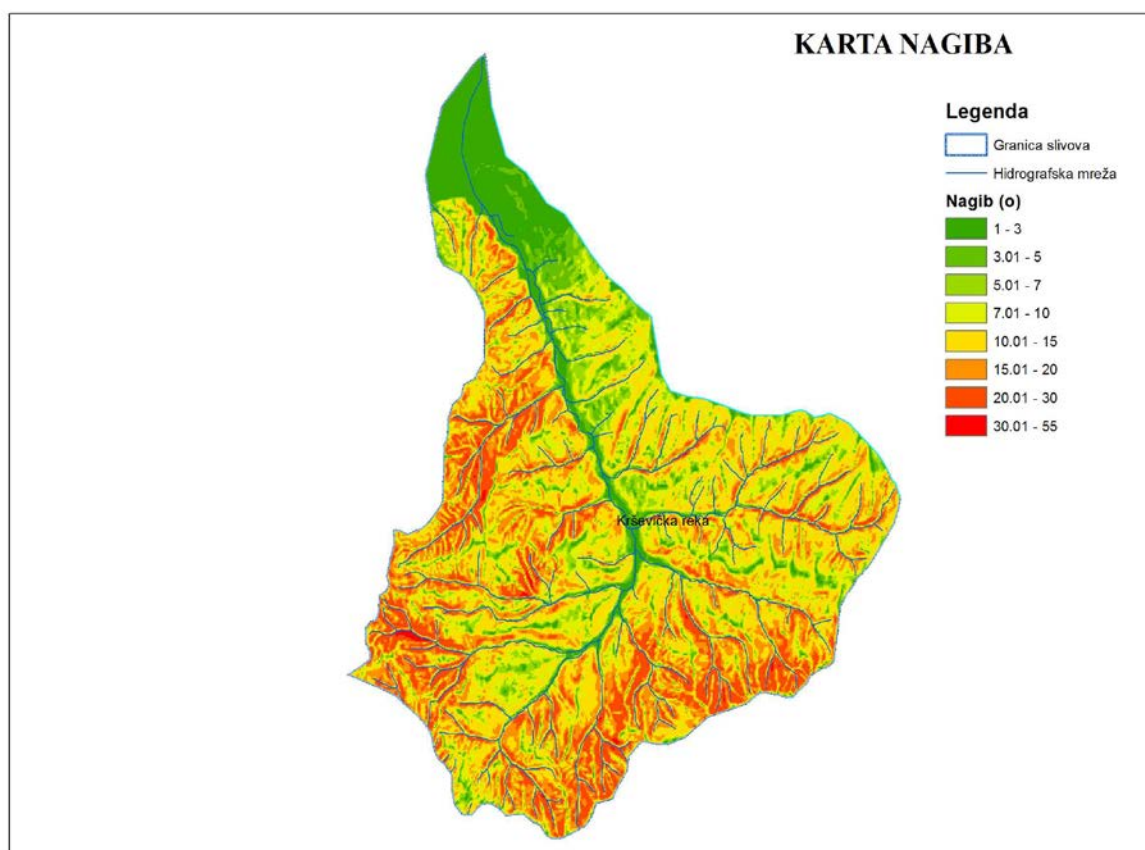 KARTA NAGIBA
Legenda
Granica slivova
Hidrografska mreža
Nagib (o)
1 - 3
3.01 - 5
5.01 - 7
7.01 - 10
10.01 - 15
15.01 - 20
20.01 - 30
30.01 - 55
Krševička reka